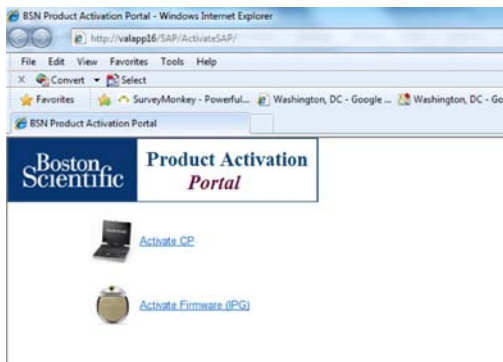 BSN Product Activation Portal - Windows Internet Explorer
http://valapp16/SAP/ActivateSAP/
File Edit View Favorites Tools Help
X Convert Select
Favorites SurveyMonkey - Powerful... Washington, DC - Google ... Washington, DC - Go
BSN Product Activation Portal
Boston Scientific
Product Activation
Portal
Activate CP
Activate Firmware (IPG)